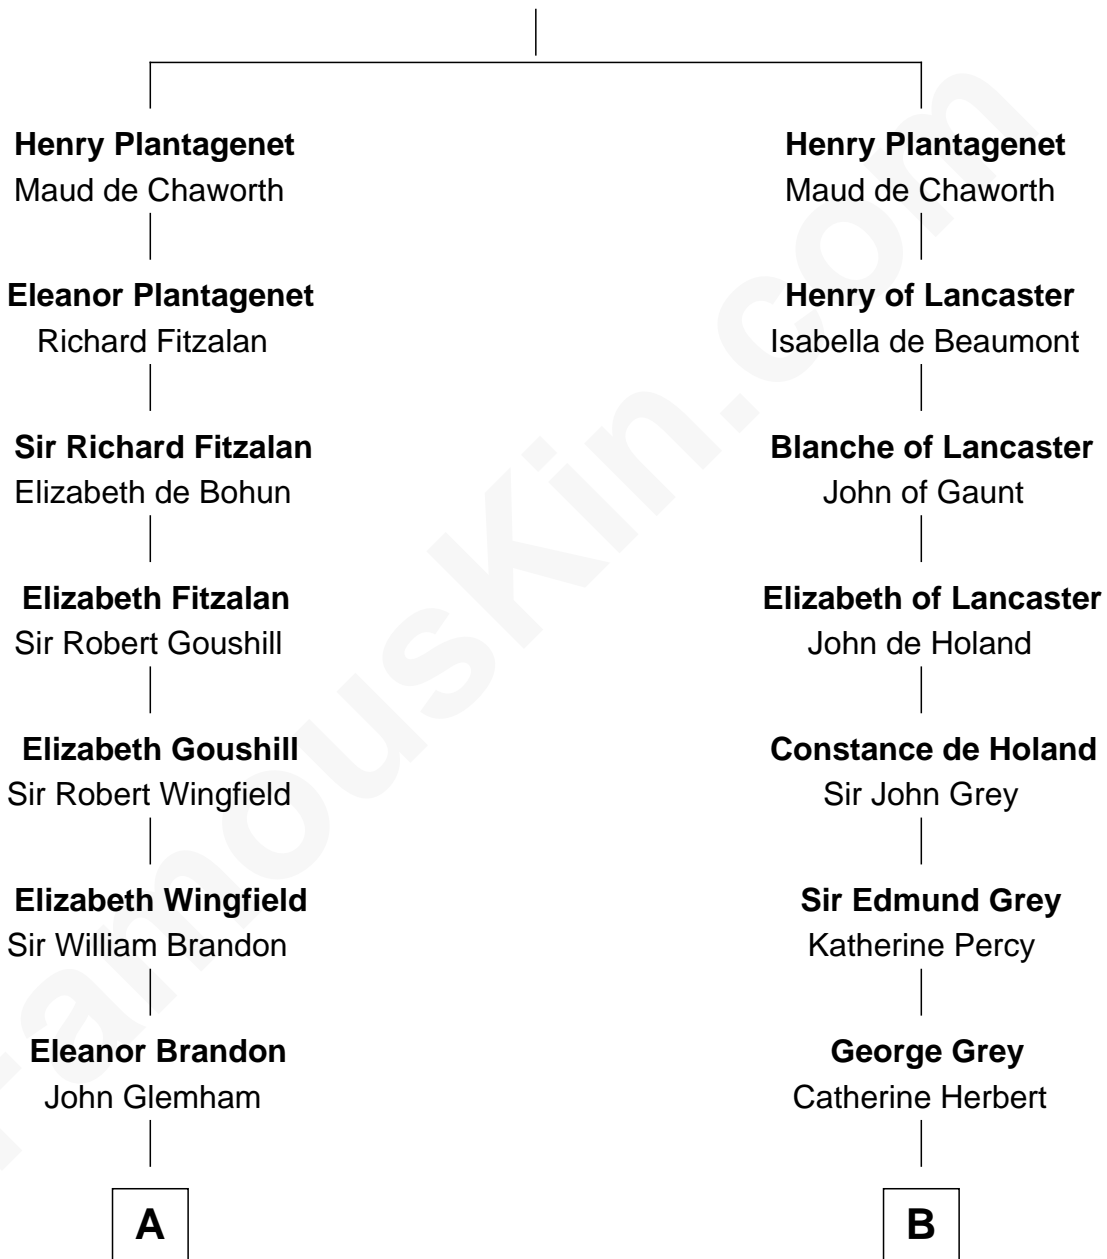 Henry Plantagenet
Maud de Chaworth
Henry Plantagenet
Maud de Chaworth
Eleanor Plantagenet
Richard Fitzalan
Henry of Lancaster
Isabella de Beaumont
Sir Richard Fitzalan
Elizabeth de Bohun
Blanche of Lancaster
John of Gaunt
Elizabeth Fitzalan
Sir Robert Goushill
Elizabeth of Lancaster
John de Holand
Elizabeth Goushill
Sir Robert Wingfield
Constance de Holand
Sir John Grey
Elizabeth Wingfield
Sir William Brandon
Sir Edmund Grey
Katherine Percy
Eleanor Brandon
John Glemham
George Grey
Catherine Herbert
A
B
FamousKin.com